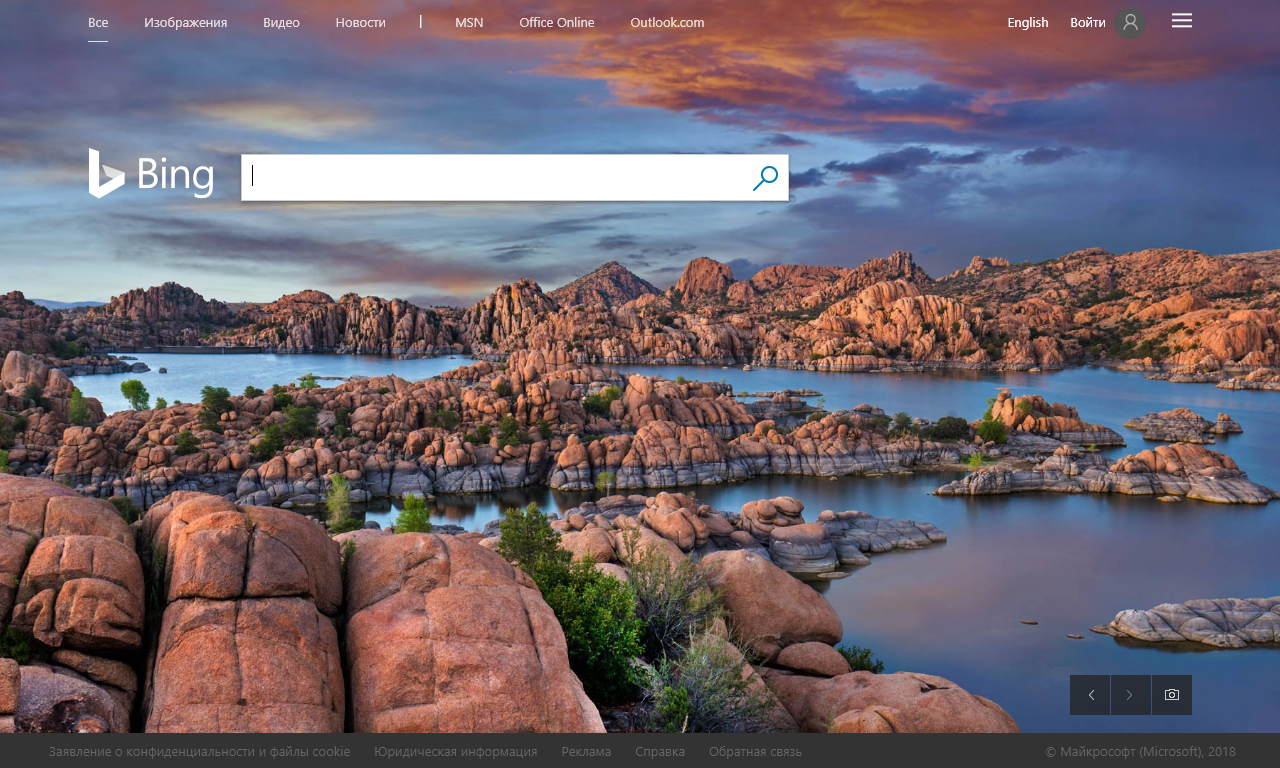 Все Изображения Видео Новости | MSN Office Online Outlook.com English Войти
Bing
Заявление о конфиденциальности и файлы cookie Юридическая информация Реклама Справка Обратная связь © Майкрософт (Microsoft), 2018